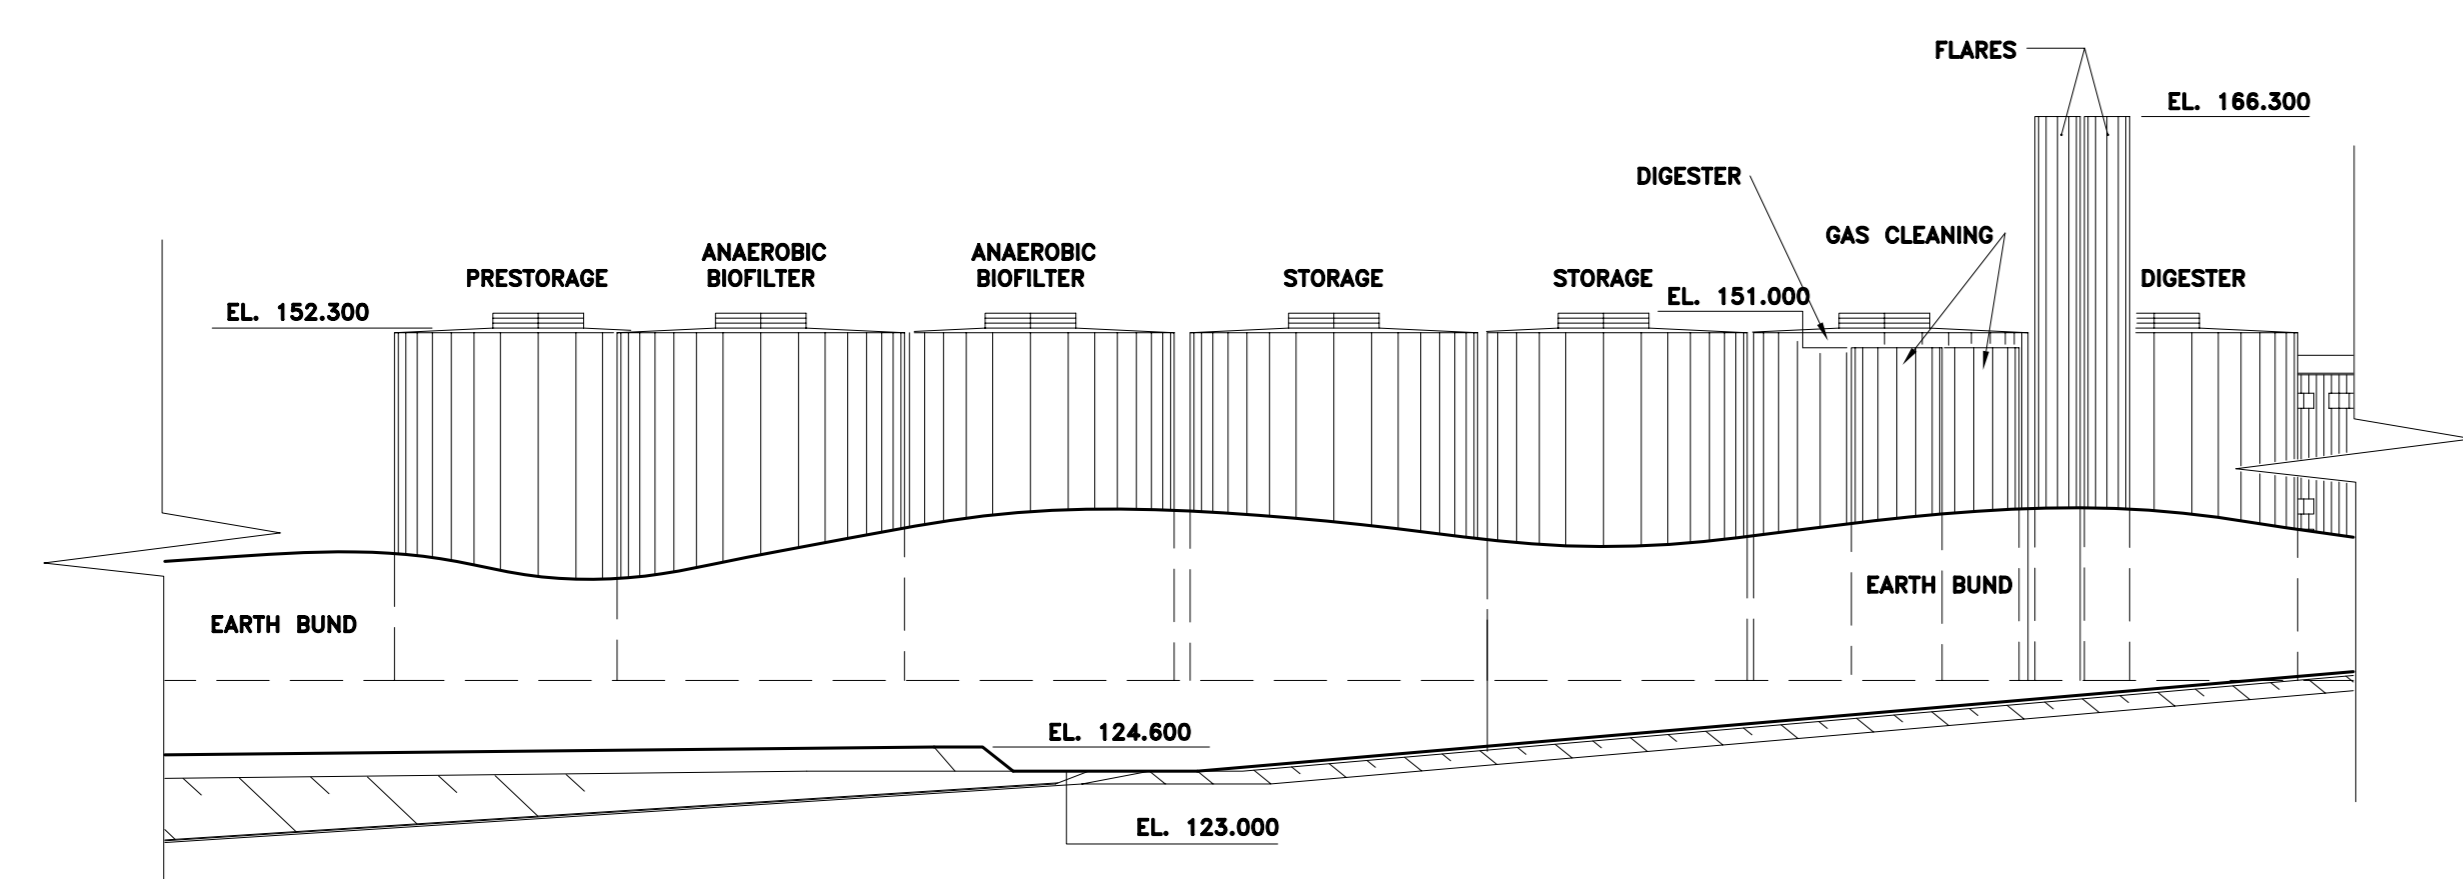 FLARES
EL. 166.300
DIGESTER
GAS CLEANING
ANAEROBIC
BIOFILTER
ANAEROBIC
BIOFILTER
PRESTORAGE
STORAGE
STORAGE
DIGESTER
EL. 151.000
EL. 152.300
EARTH BUND
EARTH BUND
EL. 124.600
EL. 123.000